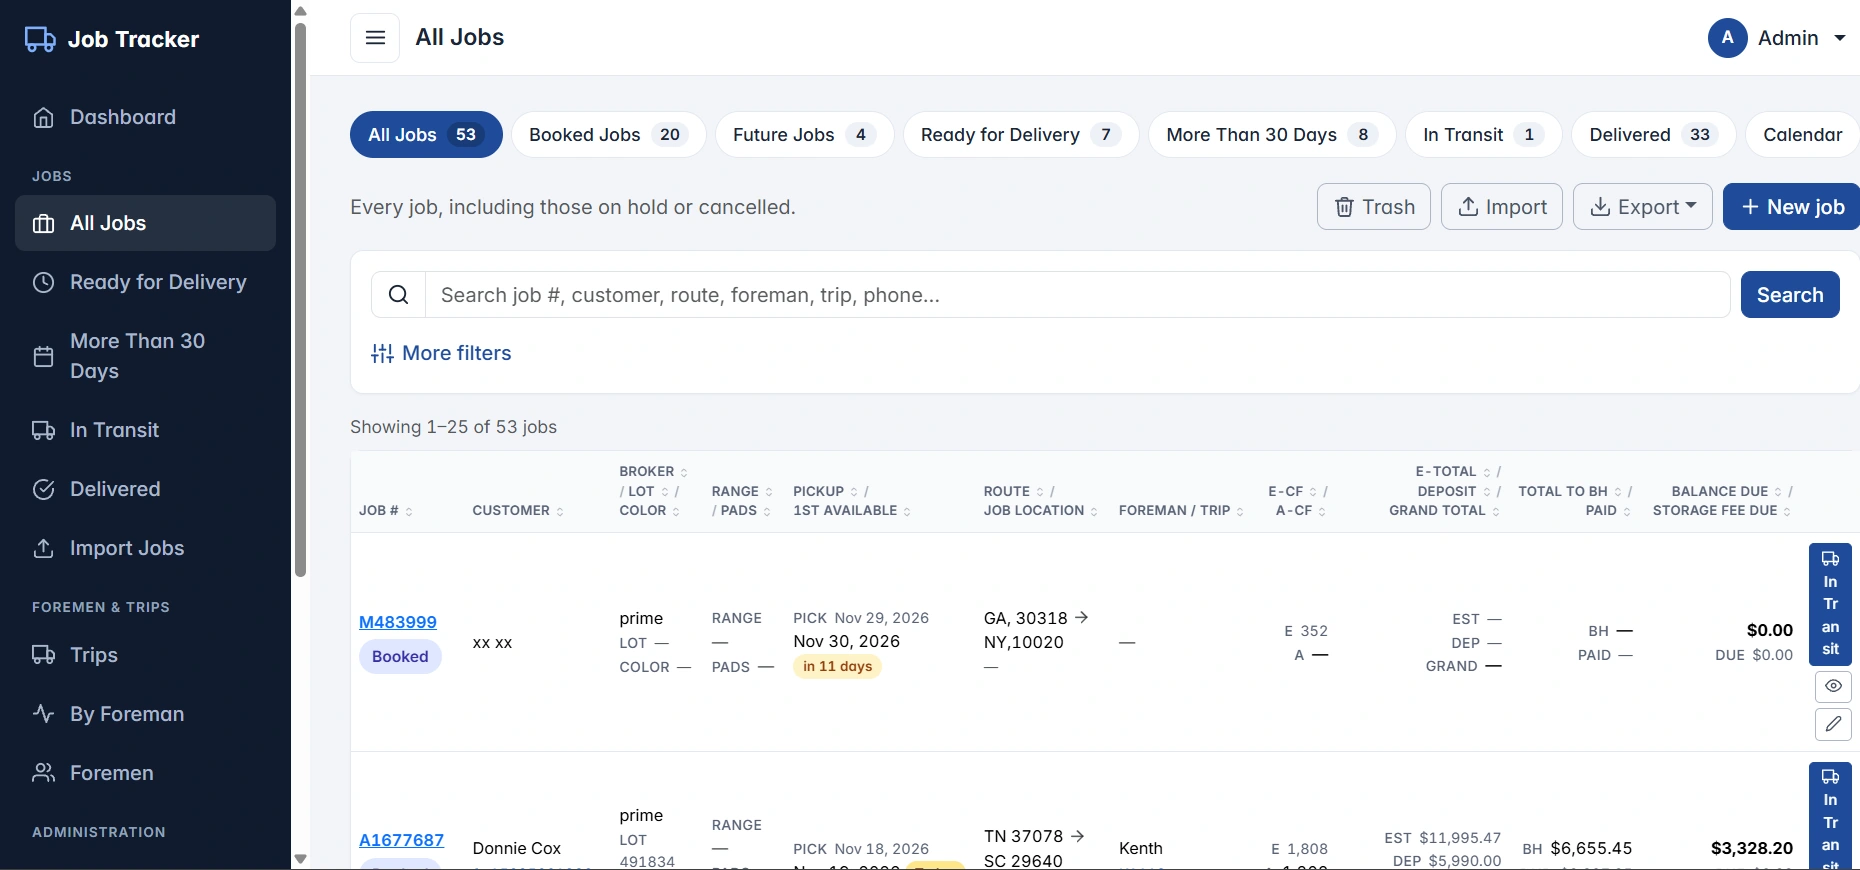 Job Tracker
Dashboard
JOBS
All Jobs
Ready for Delivery
More Than 30
Days
In Transit
Delivered
Import Jobs
FOREMEN & TRIPS
Trips
By Foreman
Foremen
ADMINISTRATION
All Jobs
A Admin
All Jobs 53 Booked Jobs 20 Future Jobs 4 Ready for Delivery 7 More Than 30 Days 8 In Transit 1 Delivered 33 Calendar
Every job, including those on hold or cancelled.
Trash Import Export + New job
Search job #, customer, route, foreman, trip, phone...
Search
More filters
Showing 1–25 of 53 jobs
JOB #
CUSTOMER
BROKER
/ LOT /
COLOR
RANGE
/ PADS
PICKUP /
1ST AVAILABLE
ROUTE /
JOB LOCATION
FOREMAN / TRIP
E-CF /
A-CF
E-TOTAL /
DEPOSIT /
GRAND TOTAL
TOTAL TO BH /
PAID
BALANCE DUE /
STORAGE FEE DUE
M483999
Booked
xx xx
prime
LOT —
COLOR —
RANGE
—
PADS —
PICK Nov 29, 2026
Nov 30, 2026
in 11 days
GA, 30318 →
NY,10020
—
—
E 352
A —
EST —
DEP —
GRAND —
BH —
PAID —
$0.00
DUE $0.00
In
Tr
an
sit
A1677687
Donnie Cox
prime
LOT
491834
RANGE
—
PICK Nov 18, 2026
TN 37078 →
SC 29640
Kenth
E 1,808
EST $11,995.47
DEP $5,990.00
BH $6,655.45
$3,328.20
In
Tr
an
sit